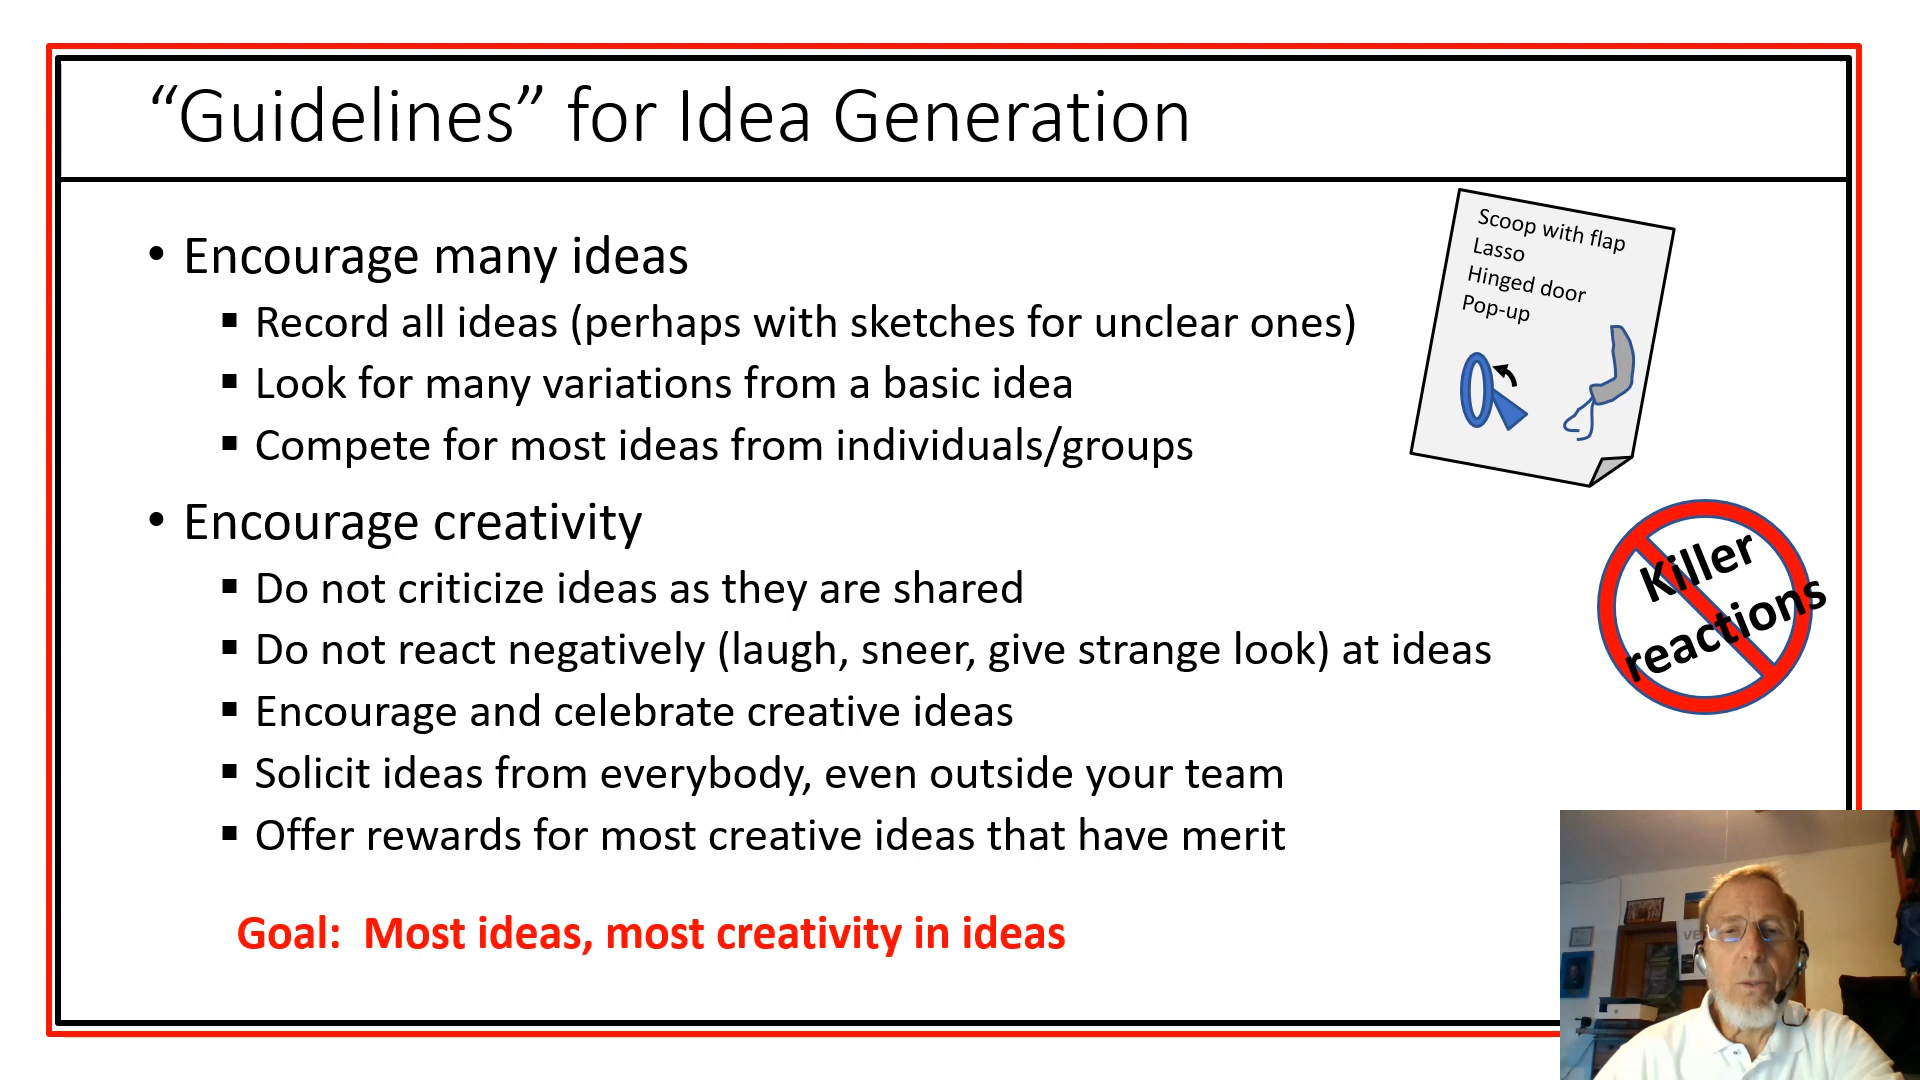 “Guidelines” for Idea Generation
• Encourage many ideas
▪ Record all ideas (perhaps with sketches for unclear ones)
▪ Look for many variations from a basic idea
▪ Compete for most ideas from individuals/groups
• Encourage creativity
▪ Do not criticize ideas as they are shared
▪ Do not react negatively (laugh, sneer, give strange look) at ideas
▪ Encourage and celebrate creative ideas
▪ Solicit ideas from everybody, even outside your team
▪ Offer rewards for most creative ideas that have merit
Goal: Most ideas, most creativity in ideas
Scoop with flap
Lasso
Hinged door
Pop-up
Killer
reactions